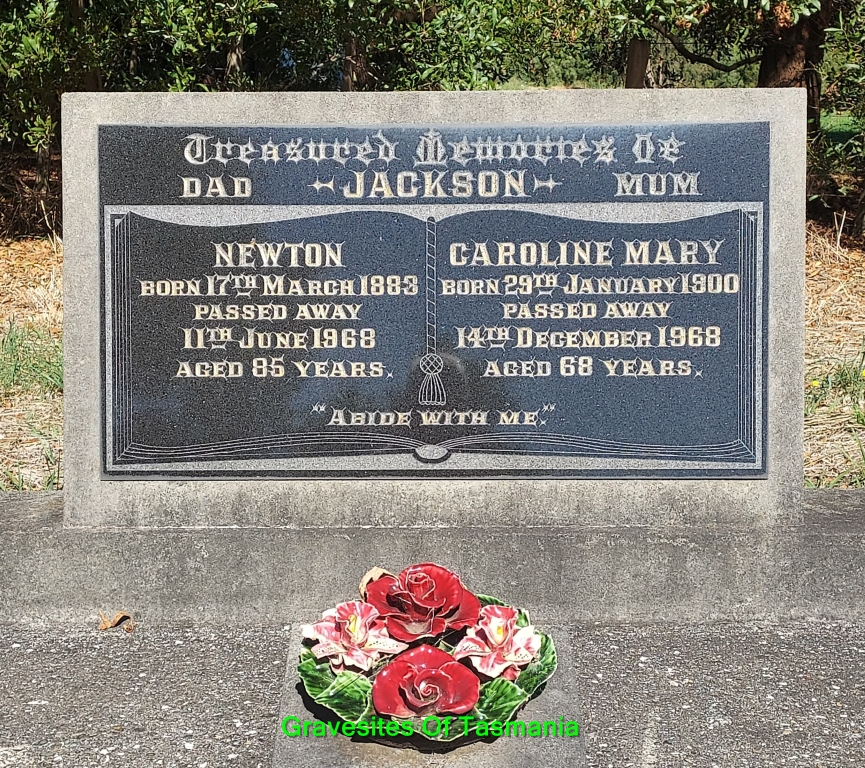 Treasured Memories Of
DAD JACKSON MUM
NEWTON
BORN 17TH MARCH 1883
PASSED AWAY
11TH JUNE 1968
AGED 85 YEARS.
CAROLINE MARY
BORN 29TH JANUARY 1900
PASSED AWAY
14TH DECEMBER 1968
AGED 68 YEARS.
"ABIDE WITH ME."
Gravesites Of Tasmania